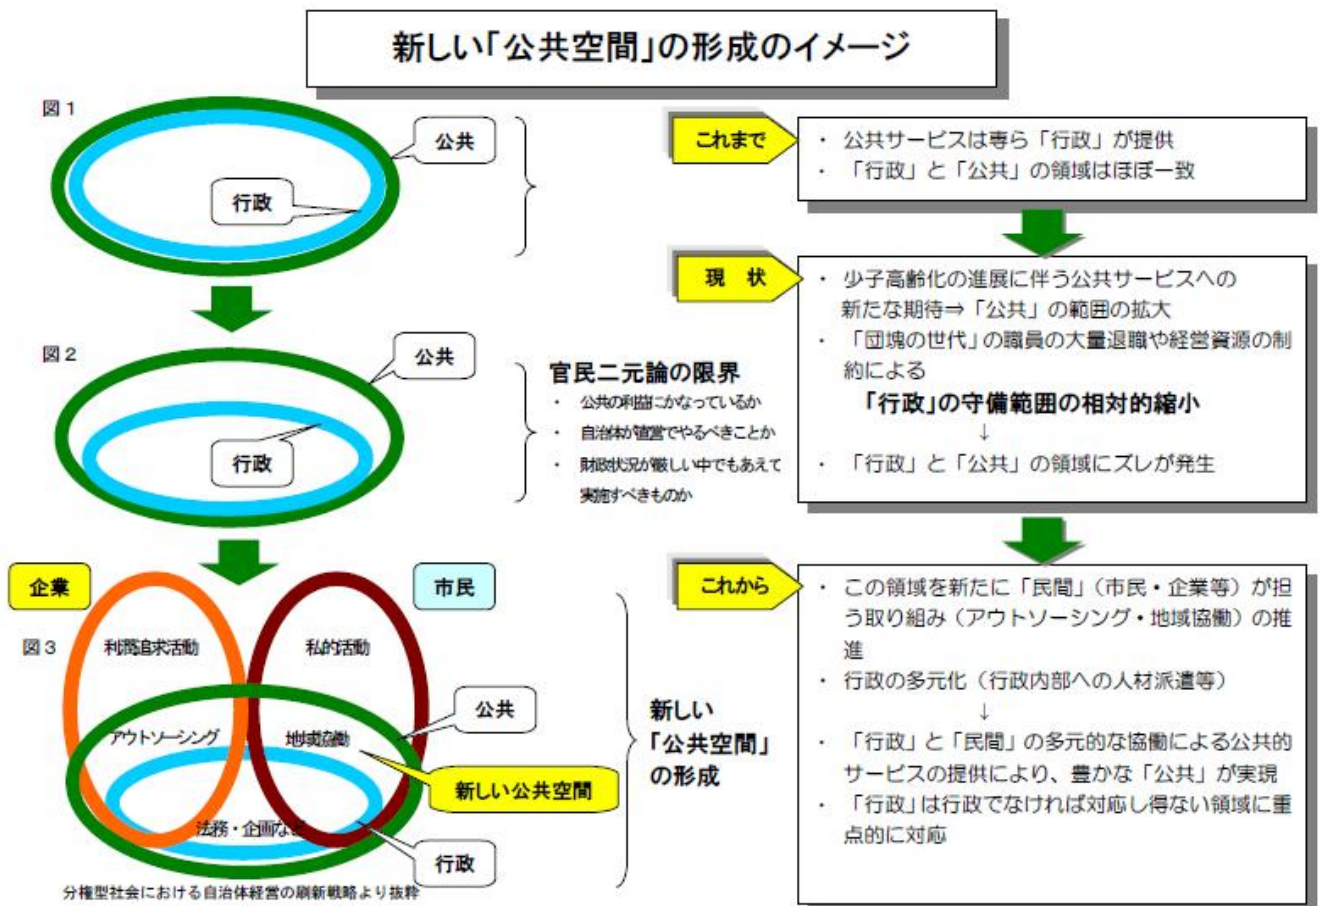 新しい「公共空間」の形成のイメージ
図1
公共
行政
これまで
・ 公共サービスは専ら「行政」が提供
・ 「行政」と「公共」の領域はほぼ一致
現 状
・ 少子高齢化の進展に伴う公共サービスへの
新たな期待⇒「公共」の範囲の拡大
・ 「団塊の世代」の職員の大量退職や経営資源の制
約による
「行政」の守備範囲の相対的縮小
↓
・ 「行政」と「公共」の領域にズレが発生
図2
公共
行政
官民二元論の限界
・ 公共の利益にかなっているか
・ 自治体が直営でやるべきことか
・ 財政状況が厳しい中でもあえて
実施すべきものか
企業
市民
図3
利潤追求活動
私的活動
公共
アウトソーシング
地域協働
新しい公共空間
法務・企画など
行政
新しい
「公共空間」
の形成
これから
・ この領域を新たに「民間」（市民・企業等）が担
う取り組み（アウトソーシング・地域協働）の推
進
・ 行政の多元化（行政内部への人材派遣等）
↓
・ 「行政」と「民間」の多元的な協働による公共的
サービスの提供により、豊かな「公共」が実現
・ 「行政」は行政でなければ対応し得ない領域に重
点的に対応
分権型社会における自治体経営の刷新戦略より抜粋